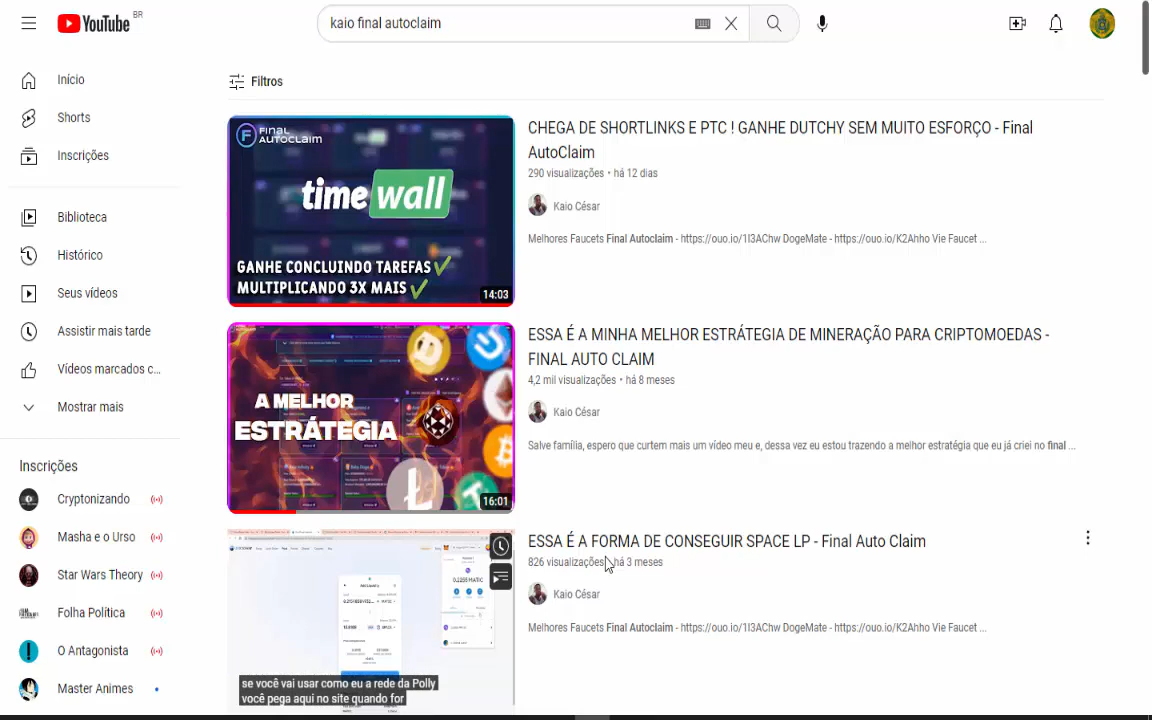 YouTube BR
kaio final autoclaim
Início
Shorts
Inscrições
Biblioteca
Histórico
Seus vídeos
Assistir mais tarde
Vídeos marcados c...
Mostrar mais
Inscrições
Cryptonizando
Masha e o Urso
Star Wars Theory
Folha Política
O Antagonista
Master Animes
Filtros
FINAL
AUTOCLAIM
timewall
GANHE CONCLUINDO TAREFAS
MULTIPLICANDO 3X MAIS
14:03
CHEGA DE SHORTLINKS E PTC ! GANHE DUTCHY SEM MUITO ESFORÇO - Final
AutoClaim
290 visualizações • há 12 dias
Kaio César
Melhores Faucets Final Autoclaim - https://ouo.io/1I3AChw DogeMate - https://ouo.io/K2Ahho Vie Faucet ...
A MELHOR
ESTRATÉGIA
16:01
ESSA É A MINHA MELHOR ESTRÁTEGIA DE MINERAÇÃO PARA CRIPTOMOEDAS -
FINAL AUTO CLAIM
4,2 mil visualizações • há 8 meses
Kaio César
Salve família, espero que curtem mais um vídeo meu e, dessa vez eu estou trazendo a melhor estratégia que eu já criei no final ...
se você vai usar como eu a rede da Polly
você pega aqui no site quando for
ESSA É A FORMA DE CONSEGUIR SPACE LP - Final Auto Claim
826 visualizações há 3 meses
Kaio César
Melhores Faucets Final Autoclaim - https://ouo.io/1I3AChw DogeMate - https://ouo.io/K2Ahho Vie Faucet ...